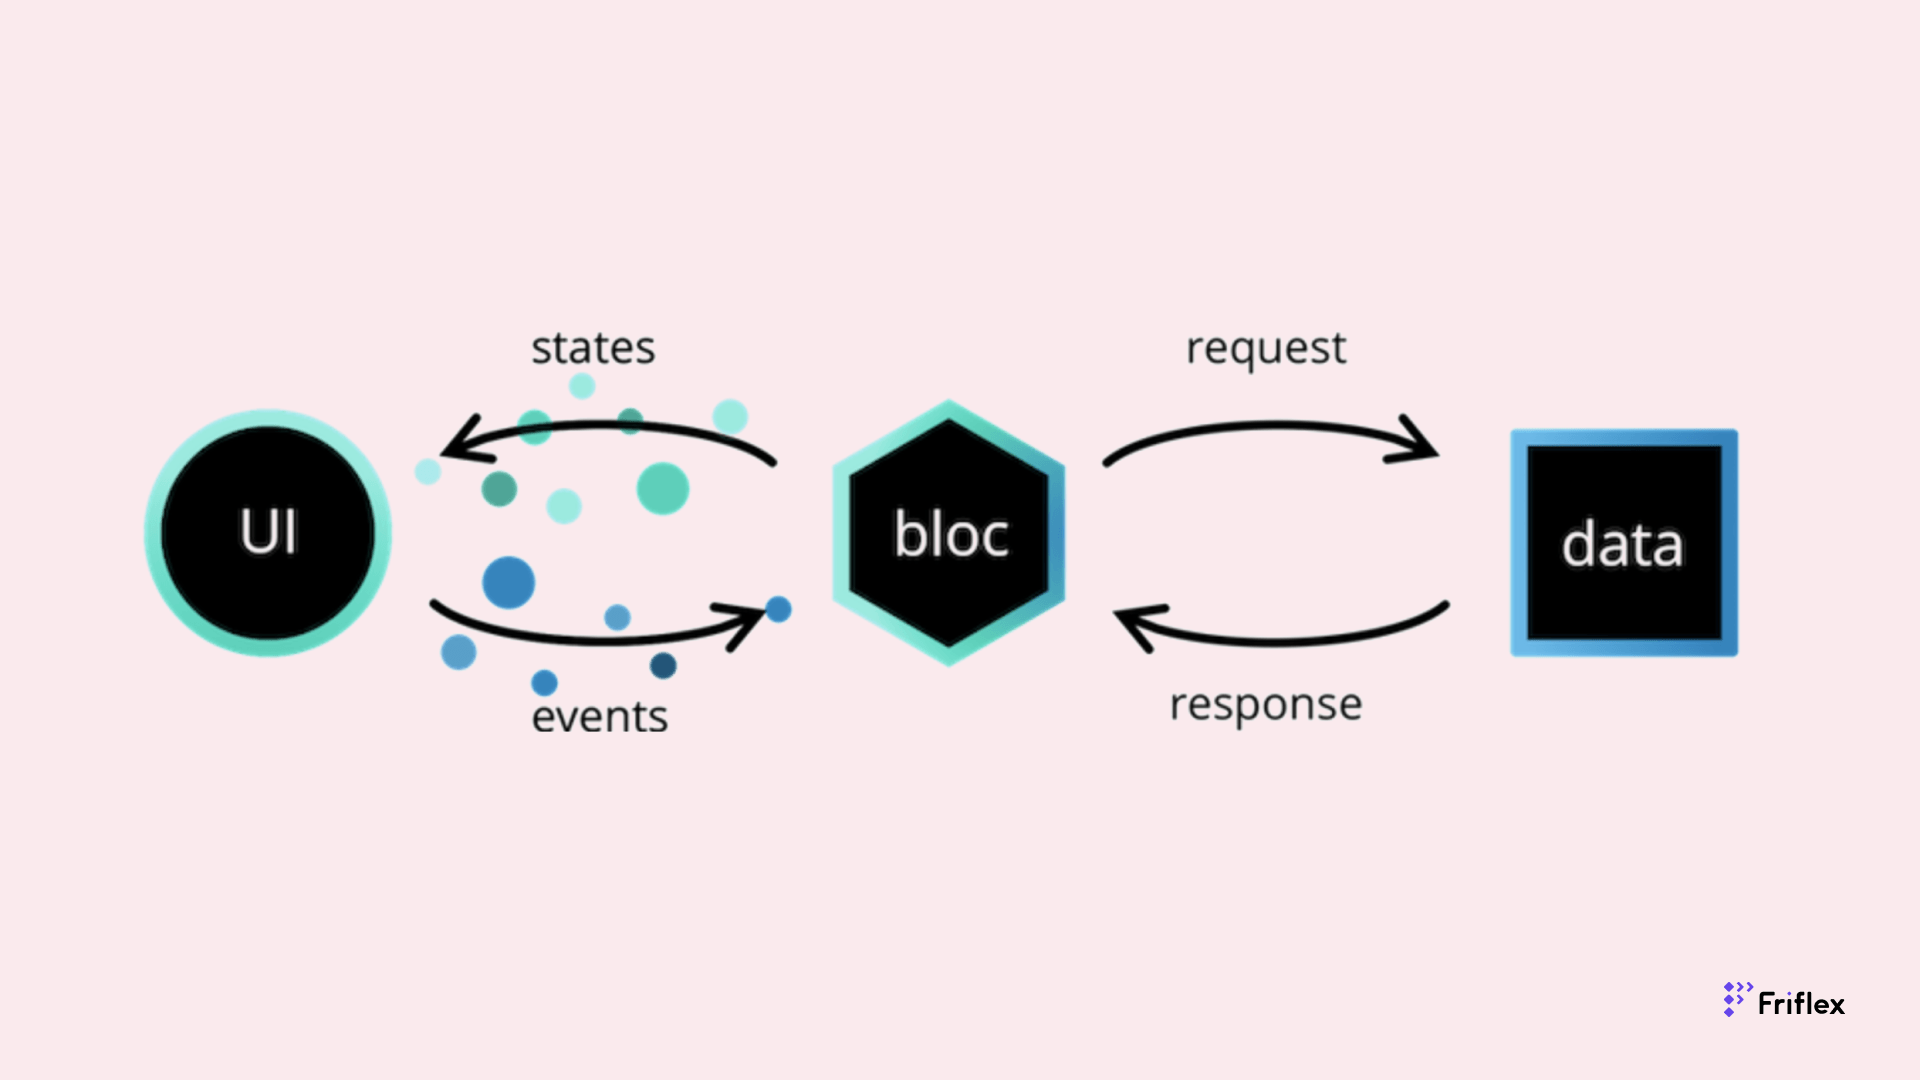 states
request
UI
bloc
data
events
response
Friflex